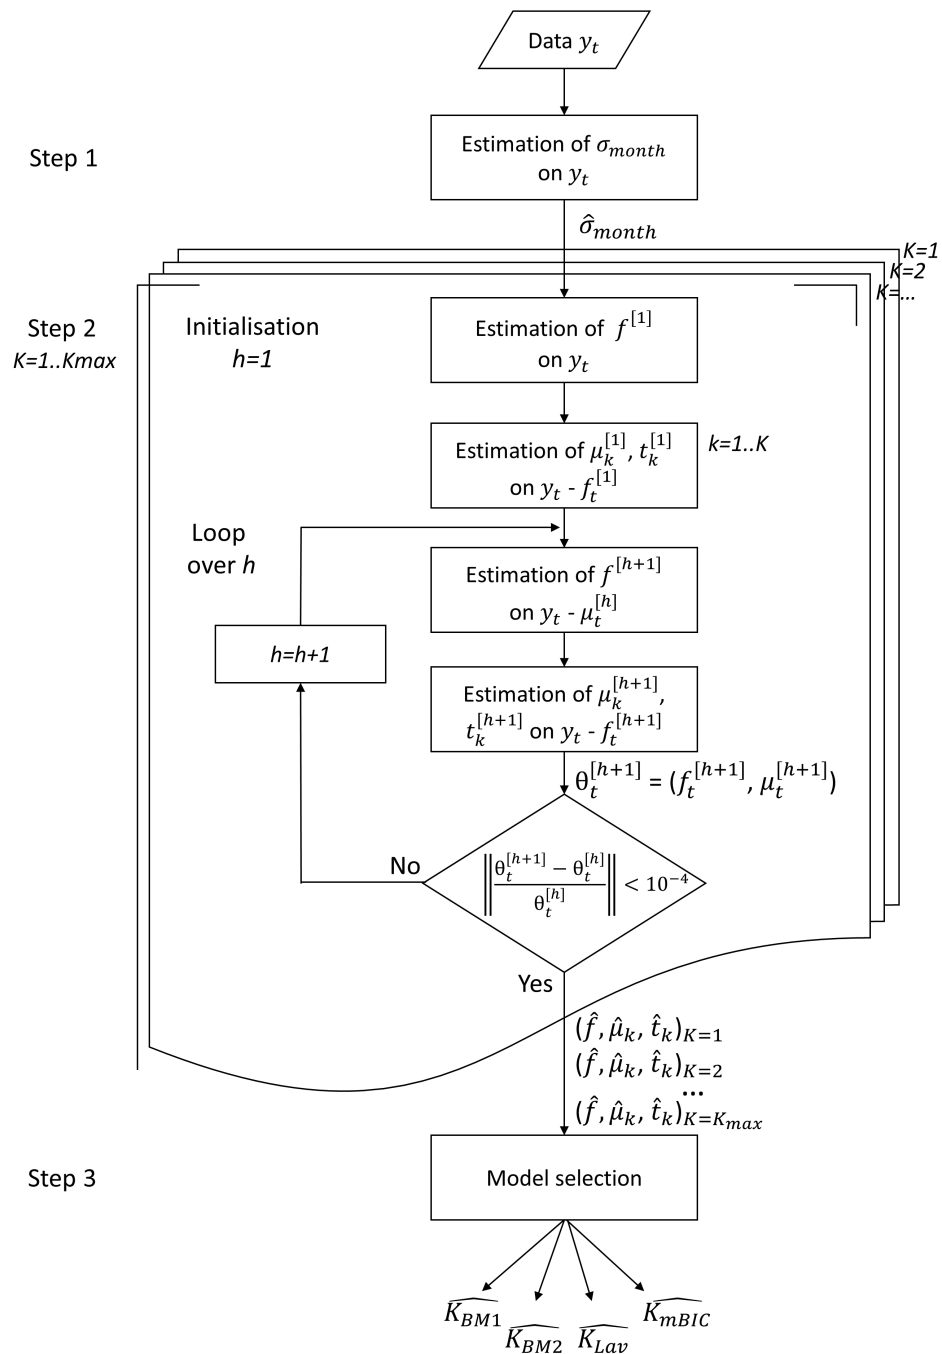 Data y_t
Step 1
Estimation of σ_month
on y_t
σ̂_month
K=1
K=2
K=...
Step 2
K=1..Kmax
Initialisation
h=1
Estimation of f^[1]
on y_t
Estimation of μ_k^[1], t_k^[1]
on y_t - f_t^[1]
k=1..K
Loop
over h
Estimation of f^[h+1]
on y_t - μ_t^[h]
h=h+1
Estimation of μ_k^[h+1],
t_k^[h+1] on y_t - f_t^[h+1]
θ_t^[h+1] = (f_t^[h+1], μ_t^[h+1])
No
‖(θ_t^[h+1] − θ_t^[h]) / θ_t^[h]‖ < 10^−4
Yes
(f̂, μ̂_k, t̂_k)_K=1
(f̂, μ̂_k, t̂_k)_K=2
...
(f̂, μ̂_k, t̂_k)_K=K_max
Step 3
Model selection
K̂_BM1
K̂_BM2
K̂_Lav
K̂_mBIC